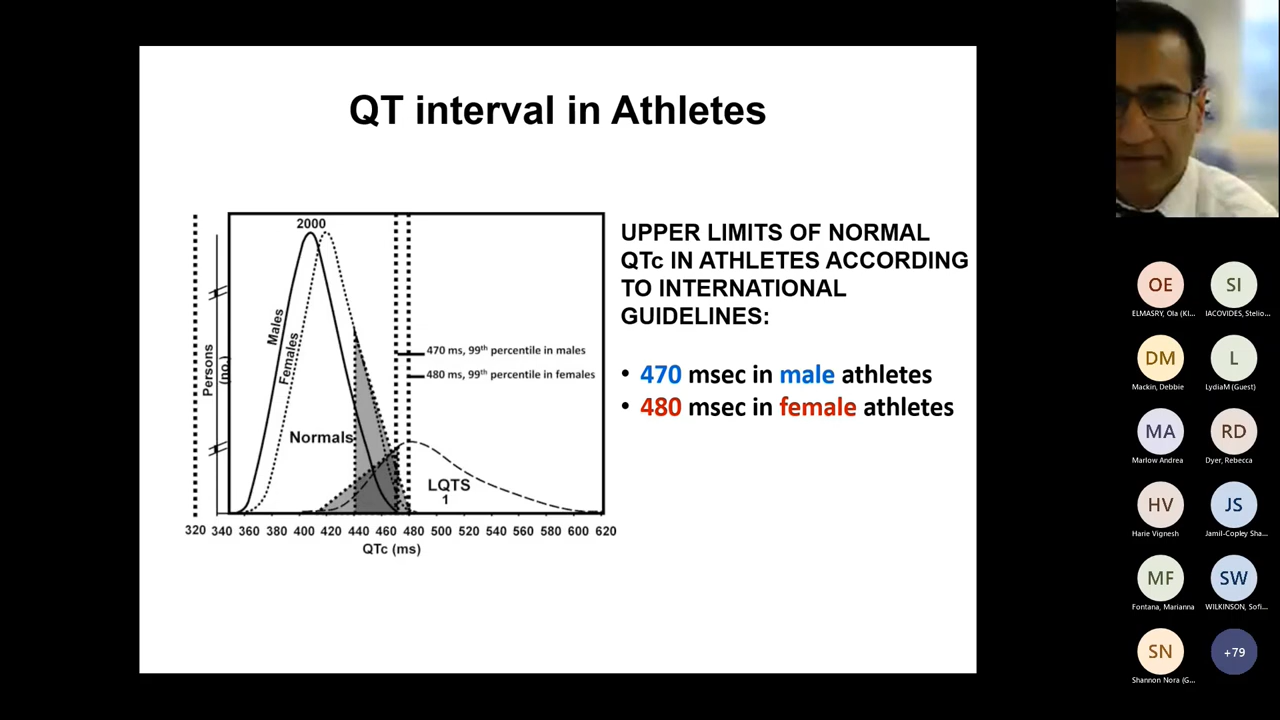 QT interval in Athletes
2000
Males
Females
Persons
(no.)
Normals
470 ms, 99th percentile in males
480 ms, 99th percentile in females
LQTS
1
320 340 360 380 400 420 440 460 480 500 520 540 560 580 600 620
QTc (ms)
UPPER LIMITS OF NORMAL
QTc IN ATHLETES ACCORDING
TO INTERNATIONAL
GUIDELINES:
• 470 msec in male athletes
• 480 msec in female athletes
OE
SI
ELMASRY, Ola (KI...
IACOVIDES, Stelio...
DM
L
Mackin, Debbie
LydiaM (Guest)
MA
RD
Marlow Andrea
Dyer, Rebecca
HV
JS
Harie Vignesh
Jamil-Copley Sha...
MF
SW
Fontana, Marianna
WILKINSON, Sofi...
SN
+79
Shannon Nora (G...